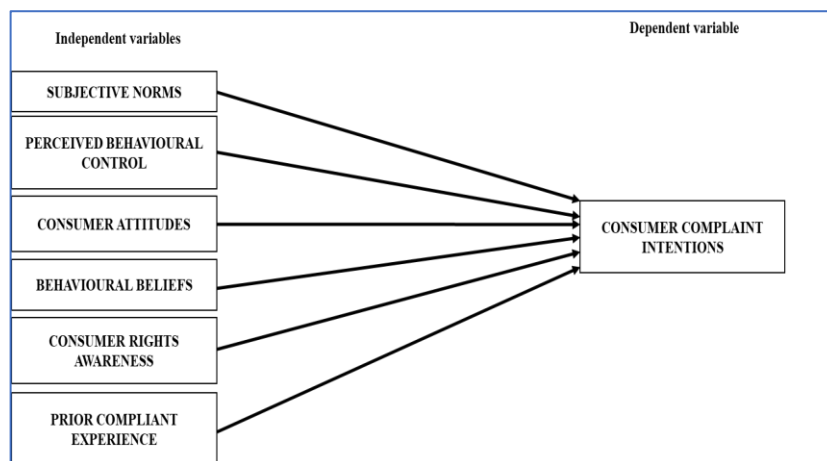 Independent variables
Dependent variable
SUBJECTIVE NORMS
PERCEIVED BEHAVIOURAL
CONTROL
CONSUMER ATTITUDES
BEHAVIOURAL BELIEFS
CONSUMER RIGHTS
AWARENESS
PRIOR COMPLIANT
EXPERIENCE
CONSUMER COMPLAINT
INTENTIONS